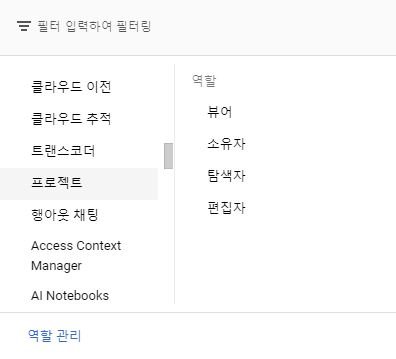 필터 입력하여 필터링
클라우드 이전
클라우드 추적
트랜스코더
프로젝트
행아웃 채팅
Access Context
Manager
AI Notebooks
역할
뷰어
소유자
탐색자
편집자
역할 관리